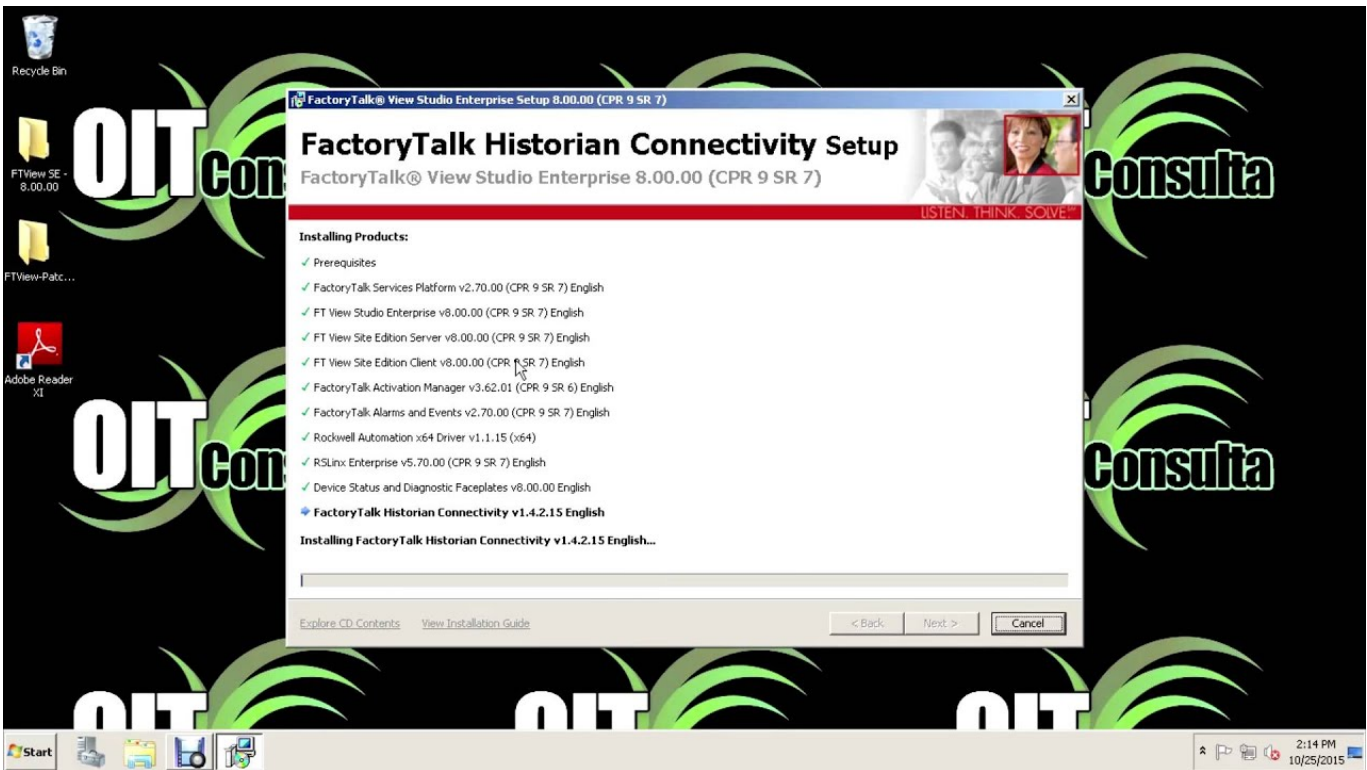 Recycle Bin
FTView SE -
8.00.00
FTView-Patc...
Adobe Reader
XI
OIT Consulta
OIT Consulta
FactoryTalk® View Studio Enterprise Setup 8.00.00 (CPR 9 SR 7)
FactoryTalk Historian Connectivity Setup
FactoryTalk® View Studio Enterprise 8.00.00 (CPR 9 SR 7)
LISTEN. THINK. SOLVE.℠
Installing Products:
Prerequisites
FactoryTalk Services Platform v2.70.00 (CPR 9 SR 7) English
FT View Studio Enterprise v8.00.00 (CPR 9 SR 7) English
FT View Site Edition Server v8.00.00 (CPR 9 SR 7) English
FT View Site Edition Client v8.00.00 (CPR 9 SR 7) English
FactoryTalk Activation Manager v3.62.01 (CPR 9 SR 6) English
FactoryTalk Alarms and Events v2.70.00 (CPR 9 SR 7) English
Rockwell Automation x64 Driver v1.1.15 (x64)
RSLinx Enterprise v5.70.00 (CPR 9 SR 7) English
Device Status and Diagnostic Faceplates v8.00.00 English
FactoryTalk Historian Connectivity v1.4.2.15 English
Installing FactoryTalk Historian Connectivity v1.4.2.15 English...
Explore CD Contents View Installation Guide < Back Next > Cancel
Consulta
Consulta
OIT OIT OIT
Start
2:14 PM
10/25/2015